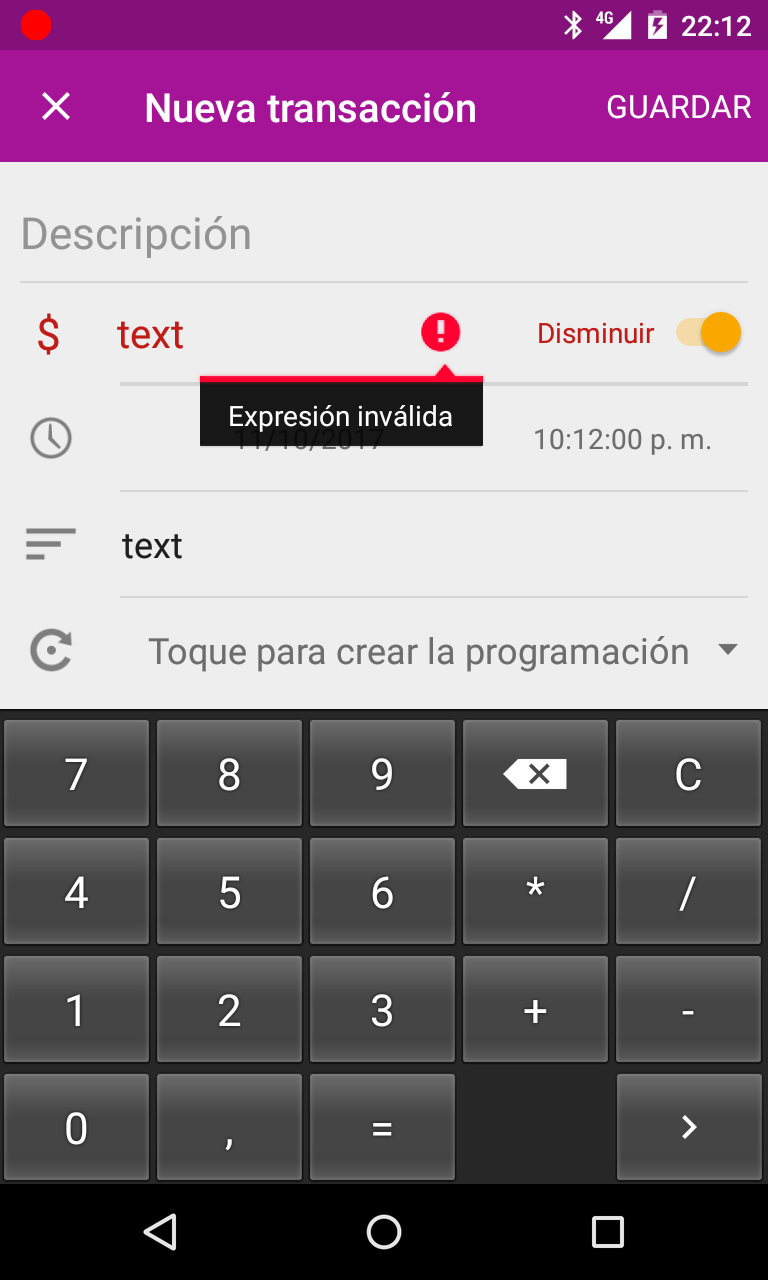 4G 22:12
Nueva transacción GUARDAR
Descripción
$ text Disminuir
Expresión inválida
11/10/2017 10:12:00 p. m.
text
Toque para crear la programación
7 8 9 C
4 5 6 * /
1 2 3 + -
0 , = >